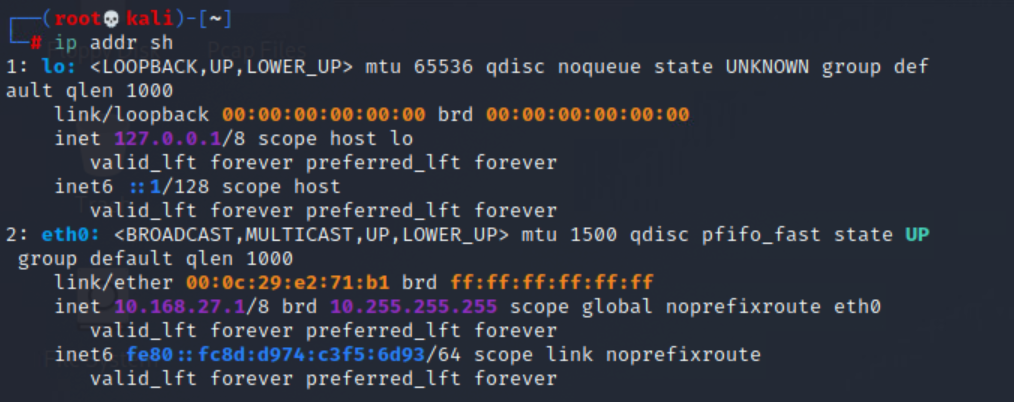 ┌──(root💀kali)-[~]
└─# ip addr sh
1: lo: <LOOPBACK,UP,LOWER_UP> mtu 65536 qdisc noqueue state UNKNOWN group def
ault qlen 1000
    link/loopback 00:00:00:00:00:00 brd 00:00:00:00:00:00
    inet 127.0.0.1/8 scope host lo
       valid_lft forever preferred_lft forever
    inet6 ::1/128 scope host
       valid_lft forever preferred_lft forever
2: eth0: <BROADCAST,MULTICAST,UP,LOWER_UP> mtu 1500 qdisc pfifo_fast state UP
 group default qlen 1000
    link/ether 00:0c:29:e2:71:b1 brd ff:ff:ff:ff:ff:ff
    inet 10.168.27.1/8 brd 10.255.255.255 scope global noprefixroute eth0
       valid_lft forever preferred_lft forever
    inet6 fe80::fc8d:d974:c3f5:6d93/64 scope link noprefixroute
       valid_lft forever preferred_lft forever
Pcap Files